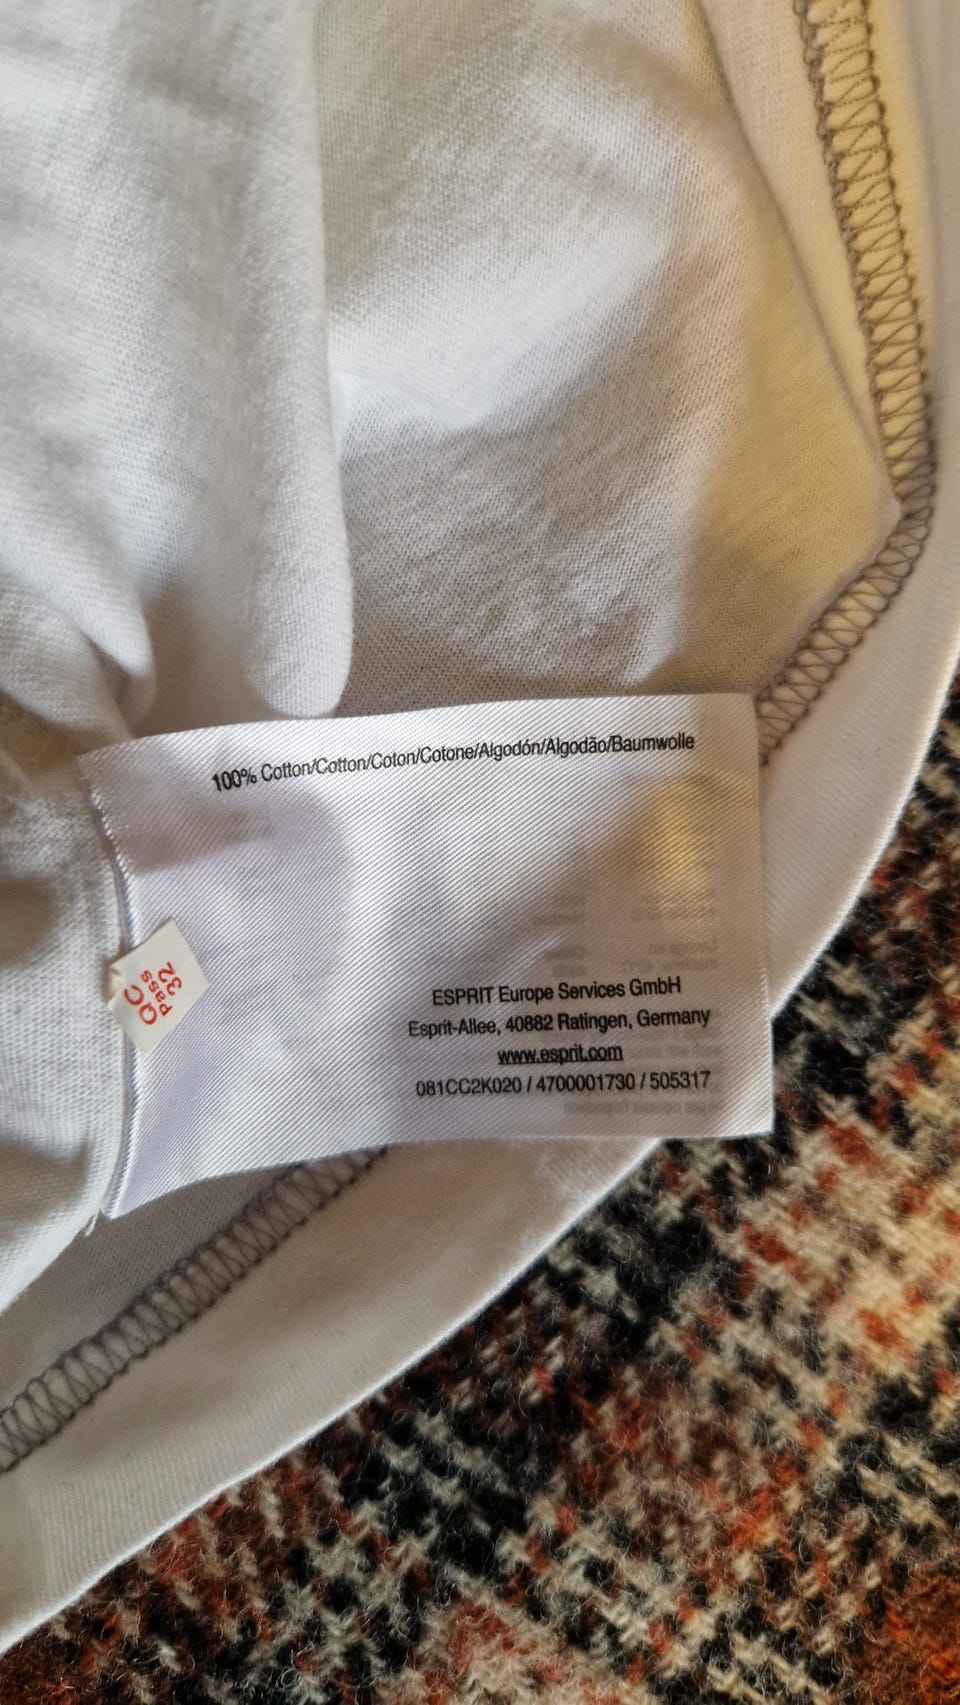 100% Cotton/Cotton/Coton/Cotone/Algodón/Algodão/Baumwolle
QC
Pass
32
ESPRIT Europe Services GmbH
Esprit-Allee, 40882 Ratingen, Germany
www.esprit.com
081CC2K020 / 4700001730 / 505317